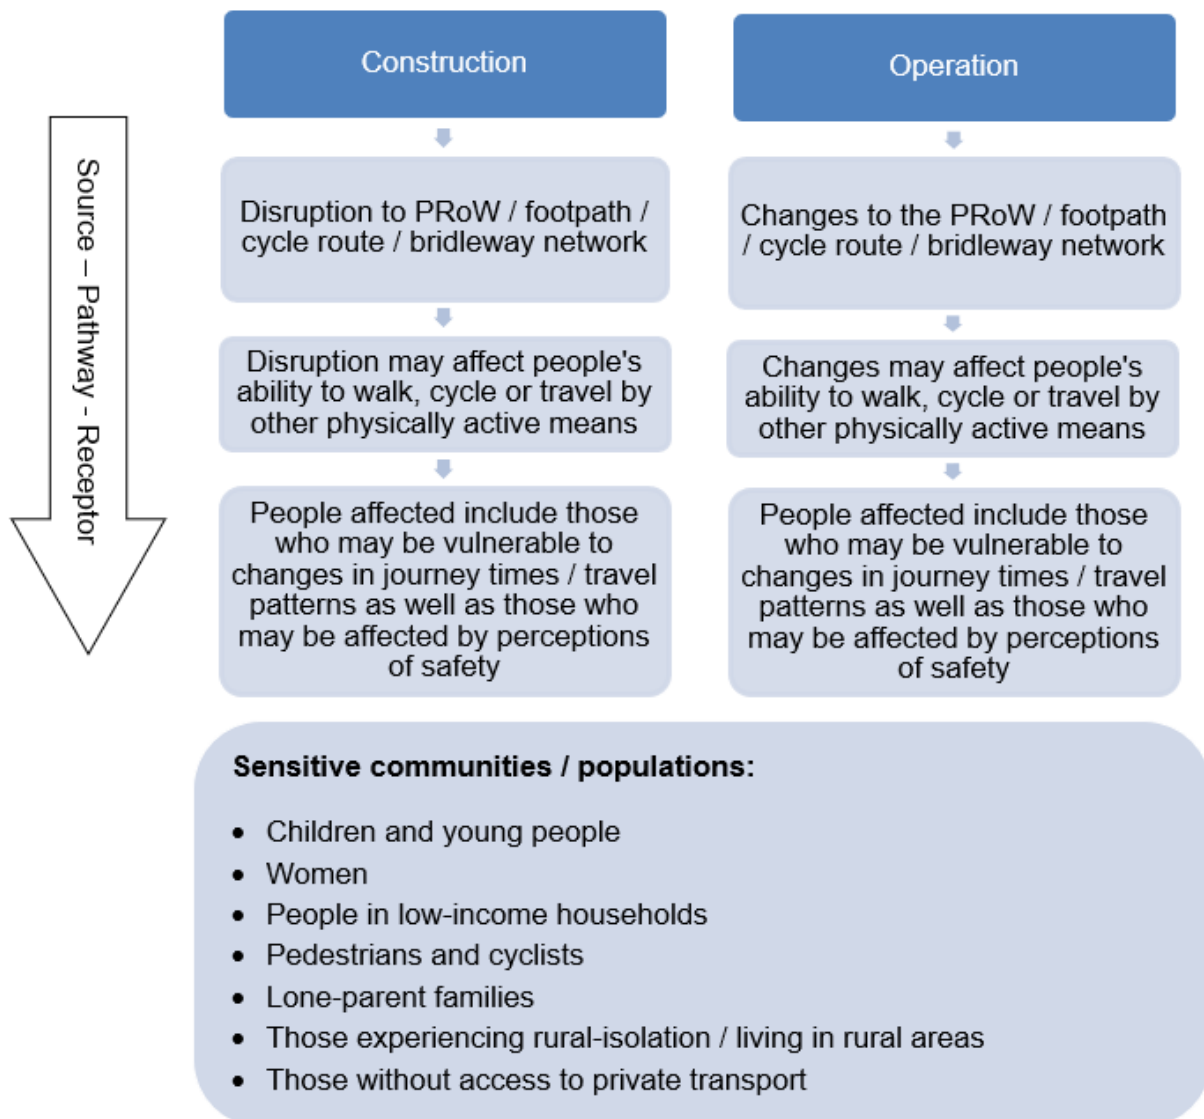 Construction
Operation
Source – Pathway - Receptor
Disruption to PRoW / footpath /
cycle route / bridleway network
Changes to the PRoW / footpath
/ cycle route / bridleway network
Disruption may affect people's
ability to walk, cycle or travel by
other physically active means
Changes may affect people's
ability to walk, cycle or travel by
other physically active means
People affected include those
who may be vulnerable to
changes in journey times / travel
patterns as well as those who
may be affected by perceptions
of safety
People affected include those
who may be vulnerable to
changes in journey times / travel
patterns as well as those who
may be affected by perceptions
of safety
Sensitive communities / populations:
• Children and young people
• Women
• People in low-income households
• Pedestrians and cyclists
• Lone-parent families
• Those experiencing rural-isolation / living in rural areas
• Those without access to private transport